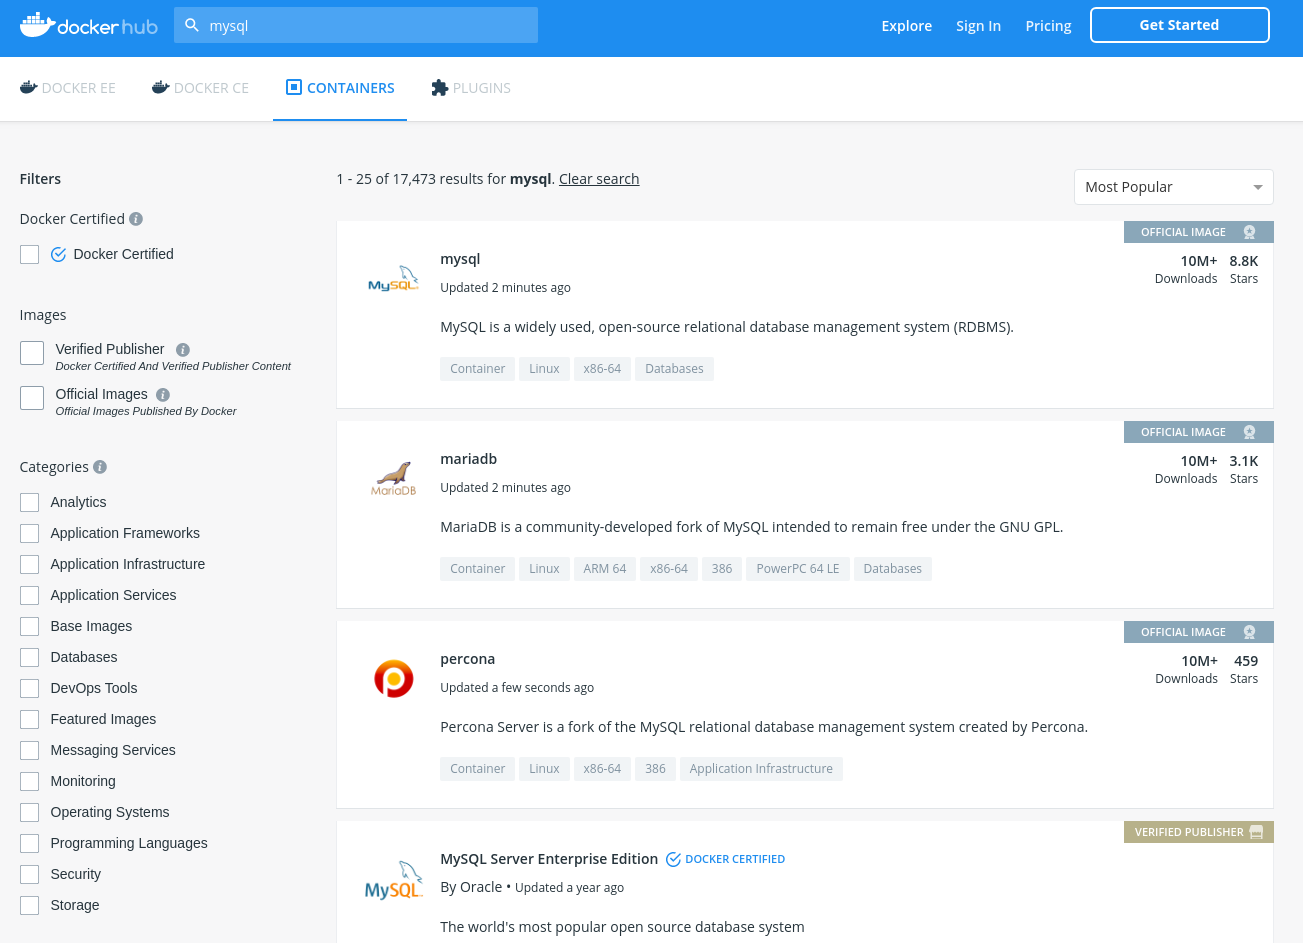 docker hub
mysql
Explore
Sign In
Pricing
Get Started
DOCKER EE
DOCKER CE
CONTAINERS
PLUGINS
Filters
Docker Certified
Docker Certified
Images
Verified Publisher
Docker Certified And Verified Publisher Content
Official Images
Official Images Published By Docker
Categories
Analytics
Application Frameworks
Application Infrastructure
Application Services
Base Images
Databases
DevOps Tools
Featured Images
Messaging Services
Monitoring
Operating Systems
Programming Languages
Security
Storage
1 - 25 of 17,473 results for mysql. Clear search
Most Popular
OFFICIAL IMAGE
MySQL
mysql
Updated 2 minutes ago
10M+ 8.8K
Downloads Stars
MySQL is a widely used, open-source relational database management system (RDBMS).
Container Linux x86-64 Databases
OFFICIAL IMAGE
MariaDB
mariadb
Updated 2 minutes ago
10M+ 3.1K
Downloads Stars
MariaDB is a community-developed fork of MySQL intended to remain free under the GNU GPL.
Container Linux ARM 64 x86-64 386 PowerPC 64 LE Databases
OFFICIAL IMAGE
percona
Updated a few seconds ago
10M+ 459
Downloads Stars
Percona Server is a fork of the MySQL relational database management system created by Percona.
Container Linux x86-64 386 Application Infrastructure
VERIFIED PUBLISHER
MySQL
MySQL Server Enterprise Edition DOCKER CERTIFIED
By Oracle • Updated a year ago
The world's most popular open source database system